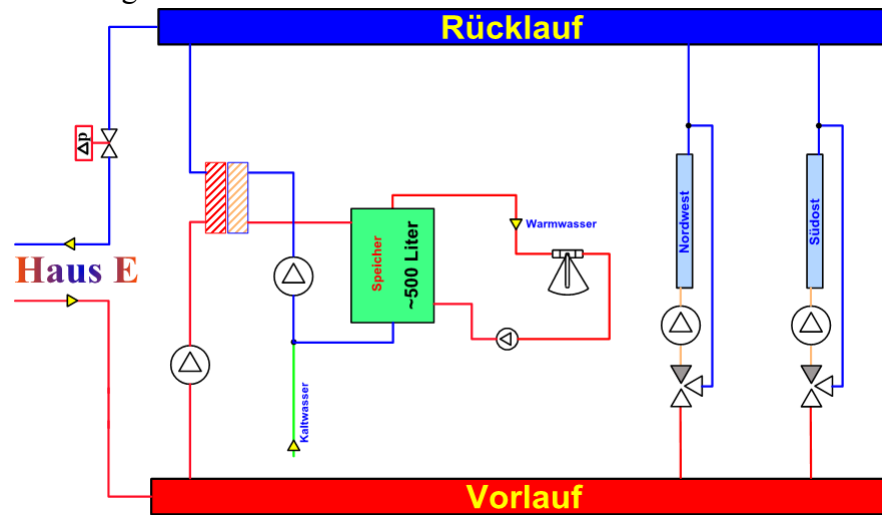 Rücklauf
Δp
Nordwest
Südost
Speicher
~500 Liter
Warmwasser
Haus E
Kaltwasser
Vorlauf